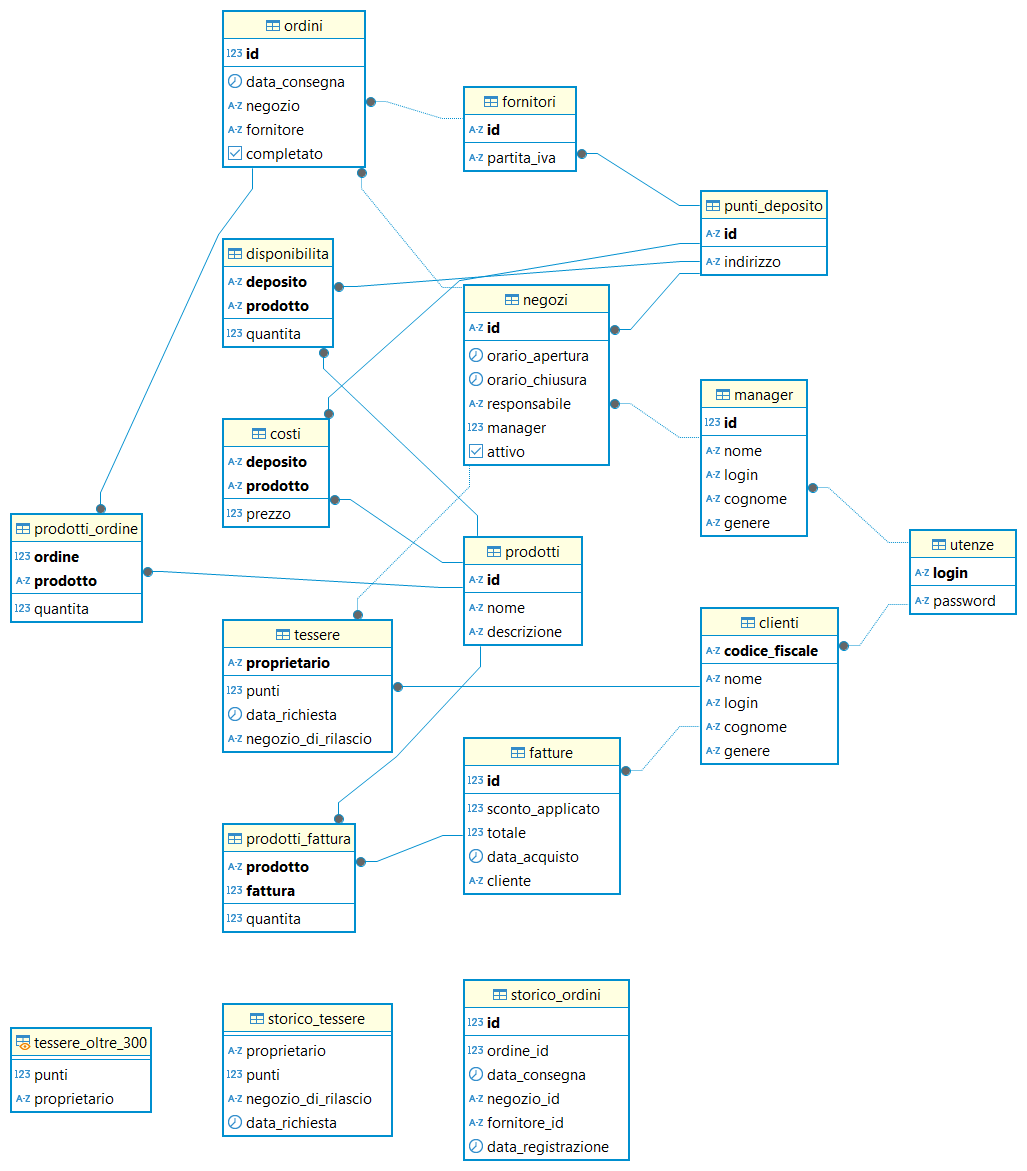 ordini
123 id
data_consegna
A-Z negozio
A-Z fornitore
completato
fornitori
A-Z id
A-Z partita_iva
punti_deposito
A-Z id
A-Z indirizzo
disponibilita
A-Z deposito
A-Z prodotto
123 quantita
negozi
A-Z id
orario_apertura
orario_chiusura
A-Z responsabile
123 manager
attivo
manager
123 id
A-Z nome
A-Z login
A-Z cognome
A-Z genere
costi
A-Z deposito
A-Z prodotto
123 prezzo
prodotti_ordine
123 ordine
A-Z prodotto
123 quantita
prodotti
A-Z id
A-Z nome
A-Z descrizione
utenze
A-Z login
A-Z password
tessere
A-Z proprietario
123 punti
data_richiesta
A-Z negozio_di_rilascio
clienti
A-Z codice_fiscale
A-Z nome
A-Z login
A-Z cognome
A-Z genere
fatture
123 id
123 sconto_applicato
123 totale
data_acquisto
A-Z cliente
prodotti_fattura
A-Z prodotto
123 fattura
123 quantita
tessere_oltre_300
123 punti
A-Z proprietario
storico_tessere
A-Z proprietario
123 punti
A-Z negozio_di_rilascio
data_richiesta
storico_ordini
123 id
123 ordine_id
data_consegna
A-Z negozio_id
A-Z fornitore_id
data_registrazione